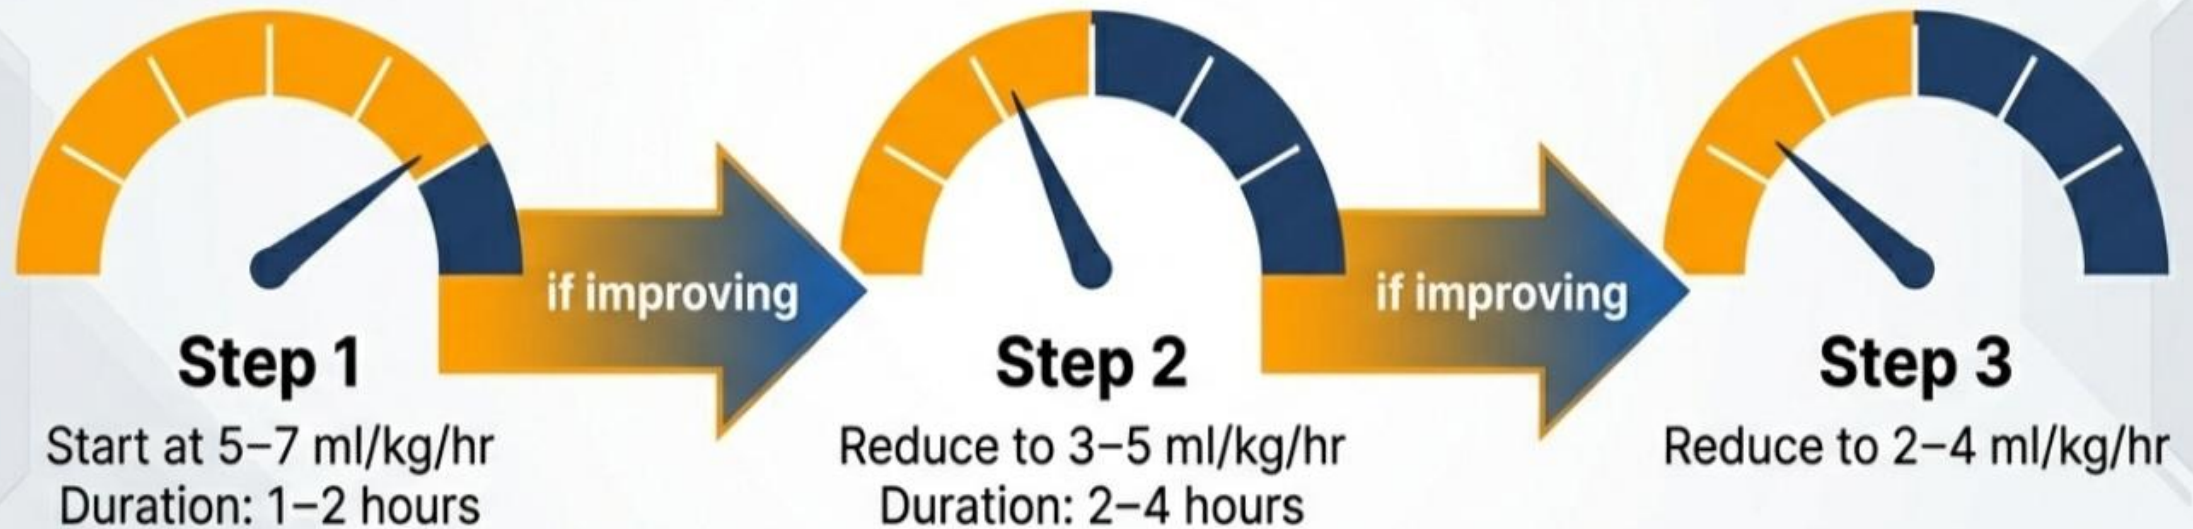 if improving
if improving
Step 1
Start at 5–7 ml/kg/hr
Duration: 1–2 hours
Step 2
Reduce to 3–5 ml/kg/hr
Duration: 2–4 hours
Step 3
Reduce to 2–4 ml/kg/hr